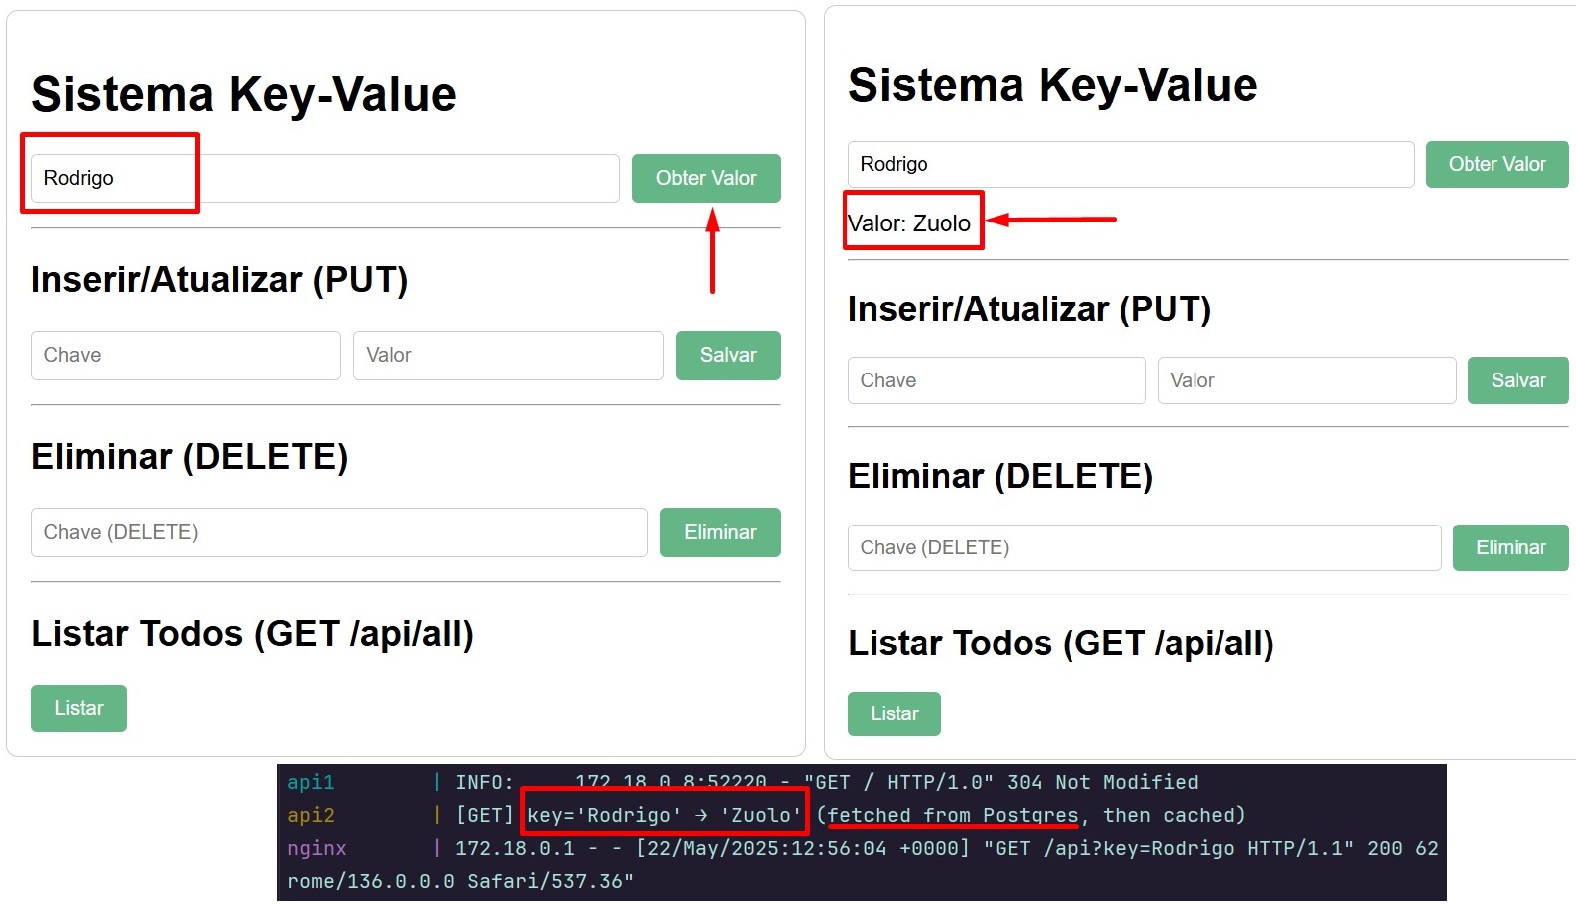 Sistema Key-Value
Rodrigo
Obter Valor
Inserir/Atualizar (PUT)
Chave
Valor
Salvar
Eliminar (DELETE)
Chave (DELETE)
Eliminar
Listar Todos (GET /api/all)
Listar
Sistema Key-Value
Rodrigo
Obter Valor
Valor: Zuolo
Inserir/Atualizar (PUT)
Chave
Valor
Salvar
Eliminar (DELETE)
Chave (DELETE)
Eliminar
Listar Todos (GET /api/all)
Listar
api1 | INFO: 172.18.0.8:52220 - "GET / HTTP/1.0" 304 Not Modified
api2 | [GET] key='Rodrigo' → 'Zuolo' (fetched from Postgres, then cached)
nginx | 172.18.0.1 - - [22/May/2025:12:56:04 +0000] "GET /api?key=Rodrigo HTTP/1.1" 200 62
rome/136.0.0.0 Safari/537.36"